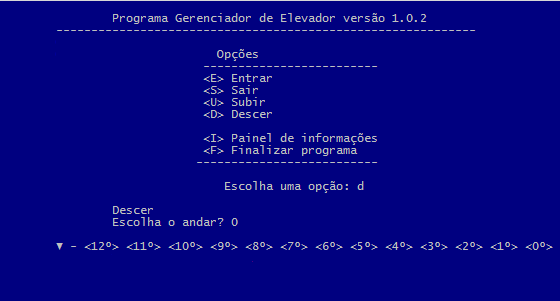 Programa Gerenciador de Elevador versão 1.0.2
------------------------------------------------------------
Opções
-------------------------
<E> Entrar
<S> Sair
<U> Subir
<D> Descer
<I> Painel de informações
<F> Finalizar programa
--------------------------
Escolha uma opção: d
Descer
Escolha o andar? 0
▼ - <12º> <11º> <10º> <9º> <8º> <7º> <6º> <5º> <4º> <3º> <2º> <1º> <0º>